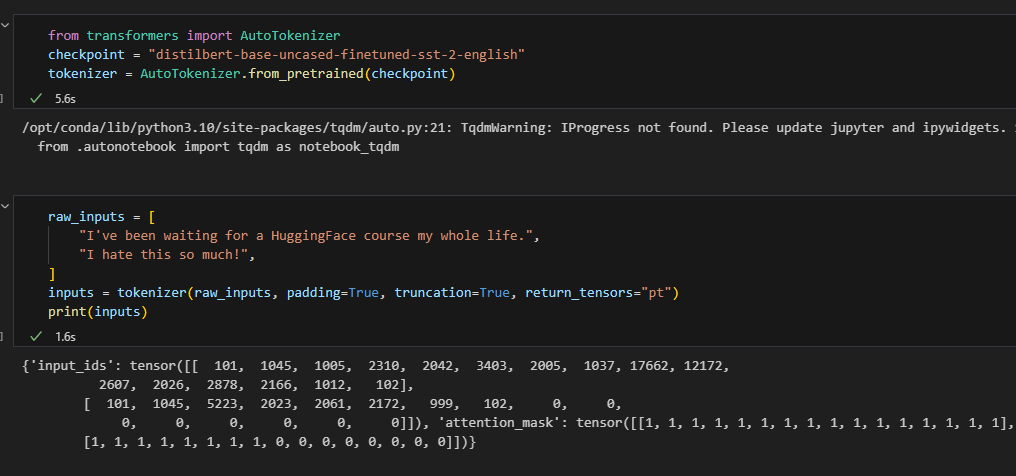 from transformers import AutoTokenizer
checkpoint = "distilbert-base-uncased-finetuned-sst-2-english"
tokenizer = AutoTokenizer.from_pretrained(checkpoint)
] ✓ 5.6s
/opt/conda/lib/python3.10/site-packages/tqdm/auto.py:21: TqdmWarning: IProgress not found. Please update jupyter and ipywidgets.
  from .autonotebook import tqdm as notebook_tqdm
raw_inputs = [
    "I've been waiting for a HuggingFace course my whole life.",
    "I hate this so much!",
]
inputs = tokenizer(raw_inputs, padding=True, truncation=True, return_tensors="pt")
print(inputs)
] ✓ 1.6s
{'input_ids': tensor([[  101,  1045,  1005,  2310,  2042,  3403,  2005,  1037, 17662, 12172,
          2607,  2026,  2878,  2166,  1012,   102],
        [  101,  1045,  5223,  2023,  2061,  2172,   999,   102,     0,     0,
             0,     0,     0,     0,     0,     0]]), 'attention_mask': tensor([[1, 1, 1, 1, 1, 1, 1, 1, 1, 1, 1, 1, 1, 1, 1, 1],
        [1, 1, 1, 1, 1, 1, 1, 1, 0, 0, 0, 0, 0, 0, 0, 0]])}